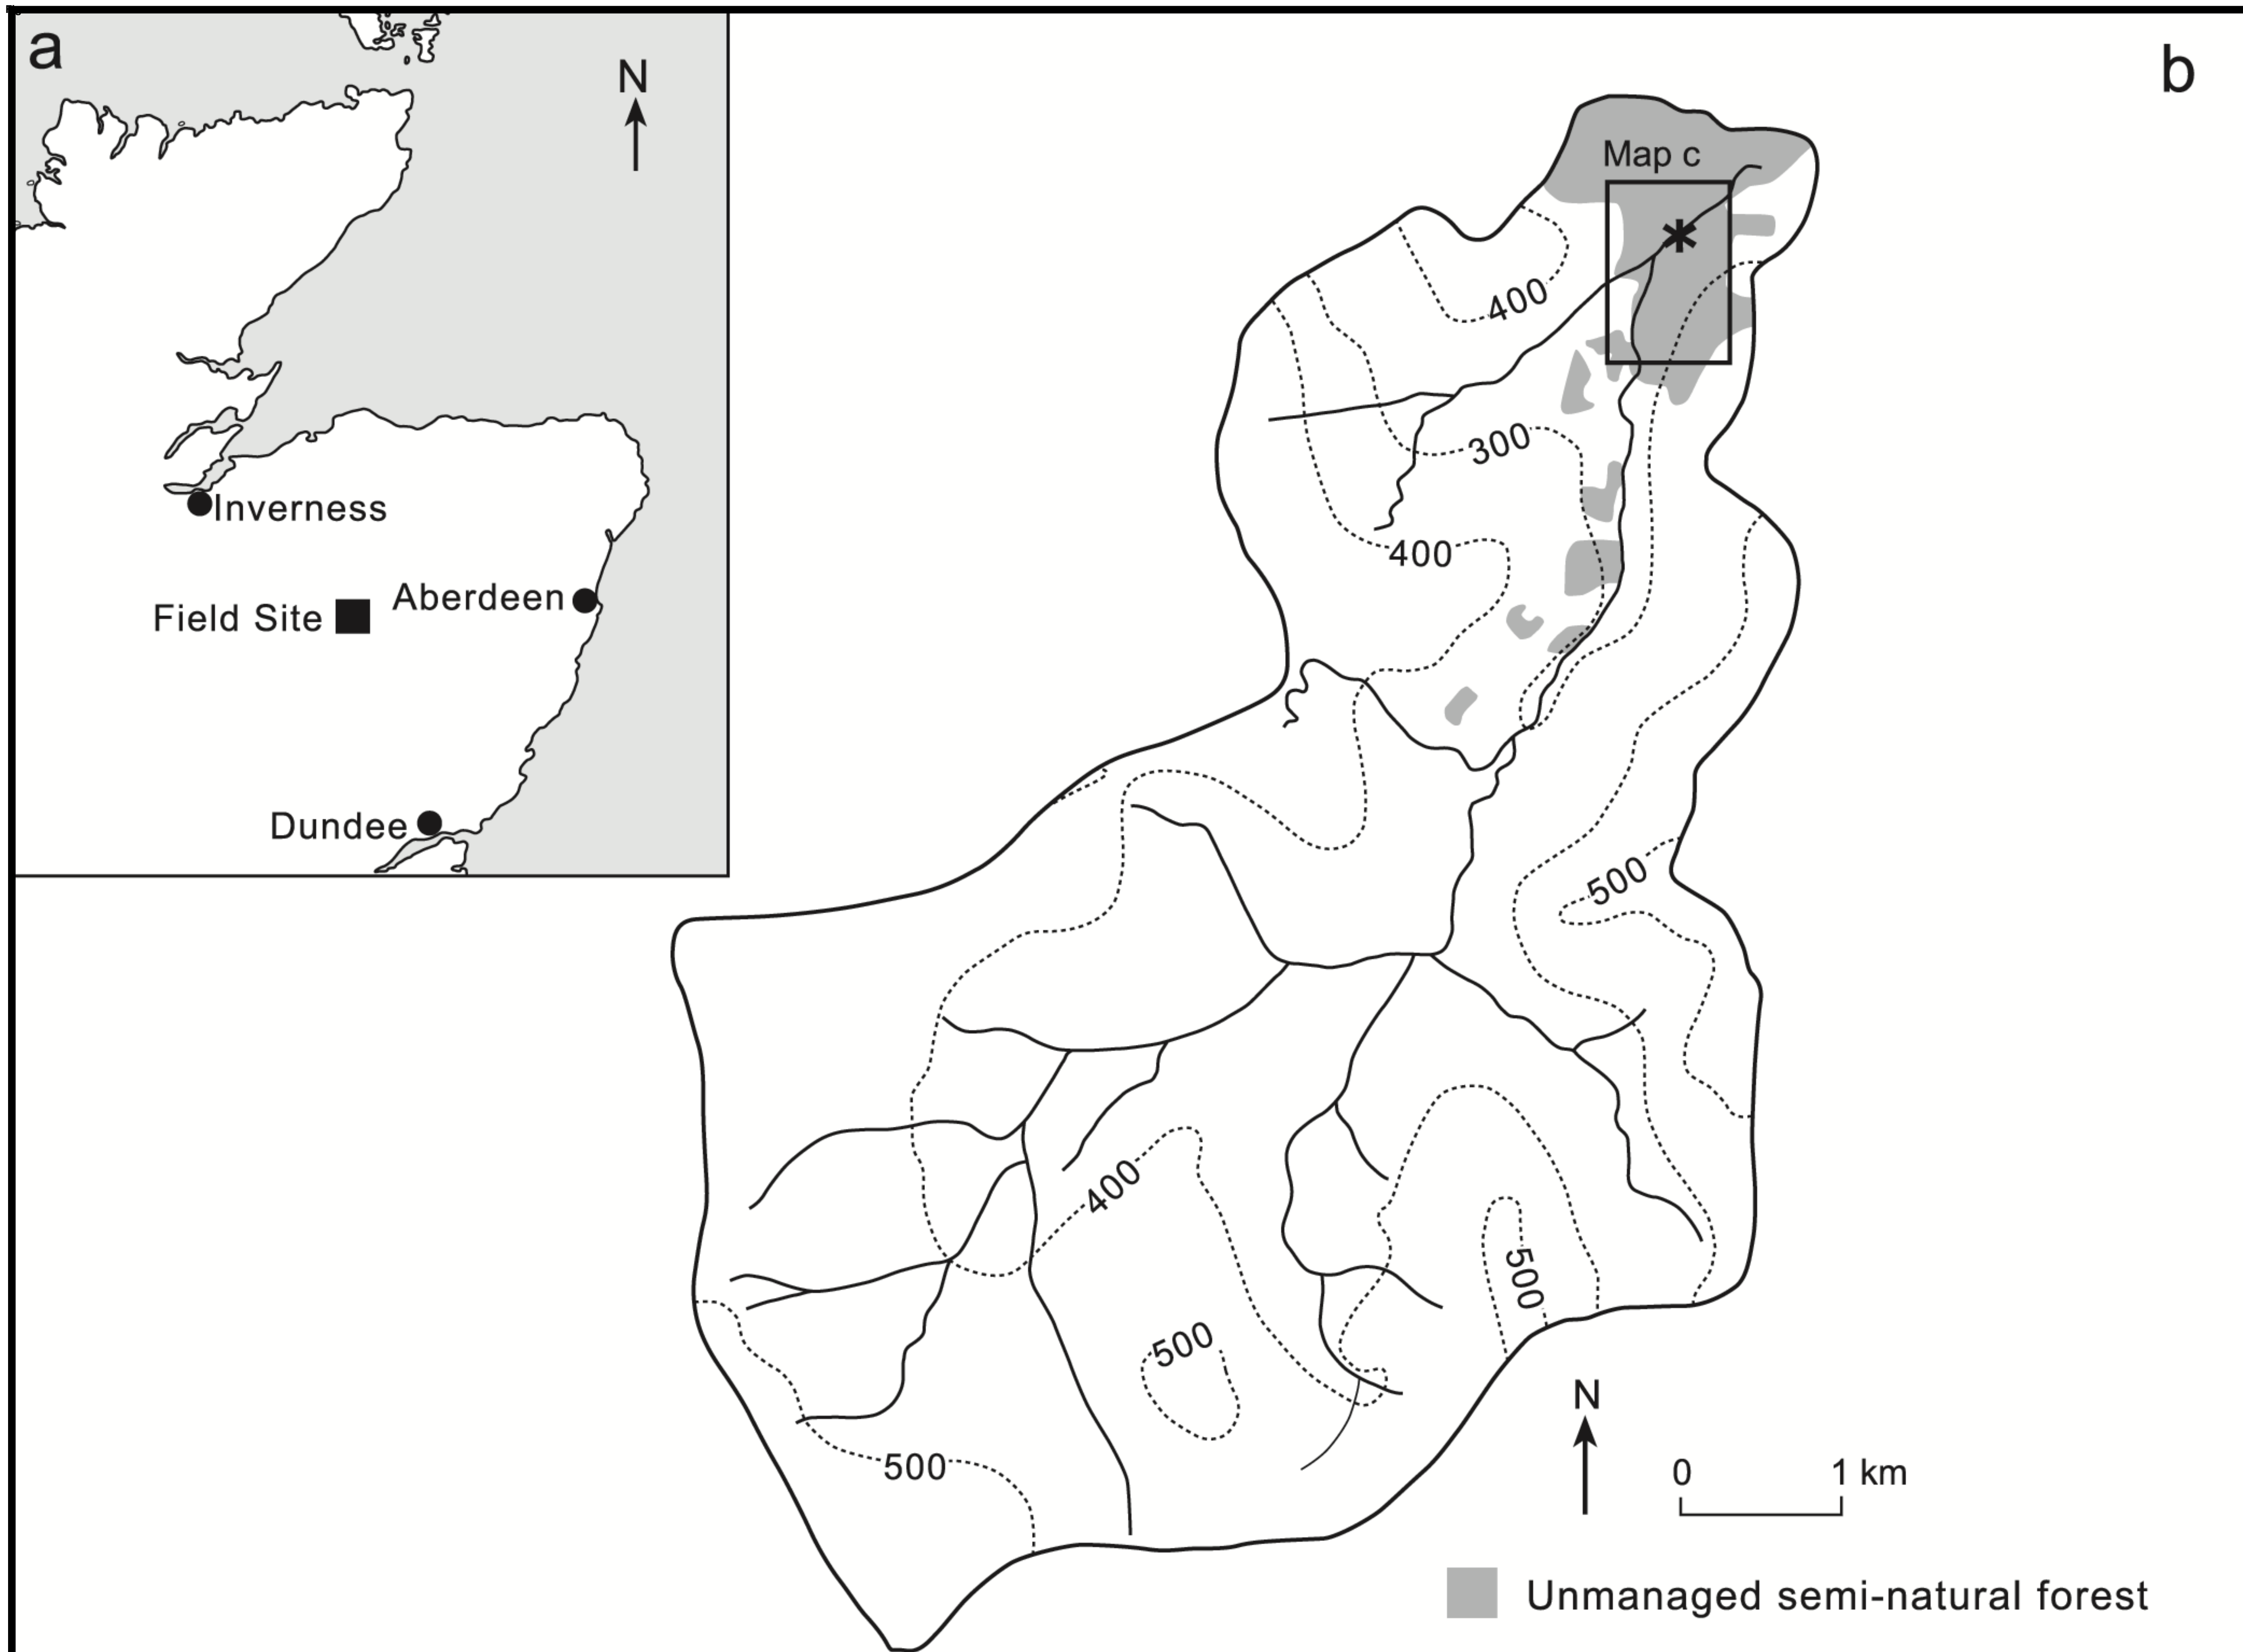 a
N
Inverness
Aberdeen
Field Site
Dundee
b
Map c
*
400
300
400
500
400
500
500
500
N
0 1 km
Unmanaged semi-natural forest